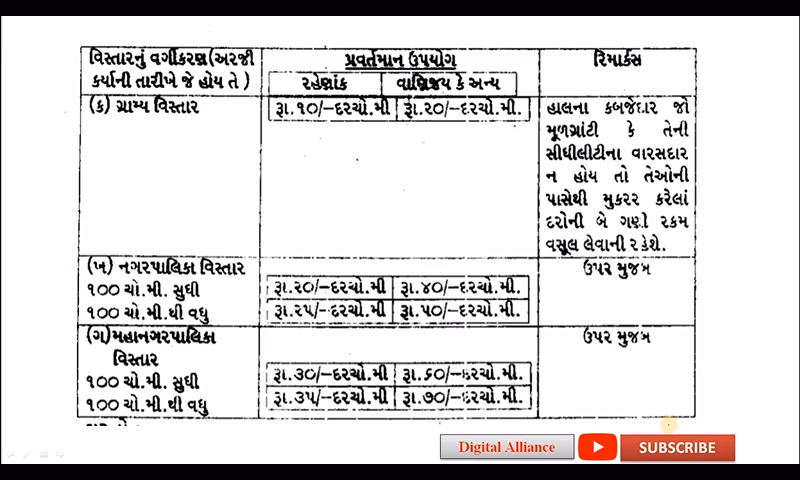 વિસ્તારનું વર્ગીકરણ(અરજી
કર્યાની તારીખે જે હોય તે )
પ્રવર્તમાન ઉપયોગ
રહેણાંક
વાણિજય કે અન્ય
રિમાર્કસ
(ક) ગ્રામ્ય વિસ્તાર
રૂા.૧૦/–દરચો.મી
રૂા.૨૦/–દરચો.મી.
હાલના કબજેદાર જો
મૂળગ્રાંટી કે તેની
સીધીલીટીના વારસદાર
ન હોય તો તેઓની
પાસેથી મુકરર કરેલાં
દરોની બે ગણી રકમ
વસૂલ લેવાની રહેશે.
(ખ) નગરપાલિકા વિસ્તાર
૧૦૦ ચો.મી. સુધી
રૂા.૨૦/–દરચો.મી
રૂા.૪૦/–દરચો.મી.
૧૦૦ ચો.મી.થી વધુ
રૂા.૨૫/–દરચો.મી
રૂા.૫૦/–દરચો.મી.
ઉપર મુજબ
(ગ)મહાનગરપાલિકા
વિસ્તાર
૧૦૦ ચો.મી. સુધી
રૂા.૩૦/–દરચો.મી
રૂા.૬૦/–દરચો.મી.
૧૦૦ ચો.મી.થી વધુ
રૂા.૩૫/–દરચો.મી
રૂા.૭૦/–દરચો.મી.
ઉપર મુજબ
Digital Alliance
SUBSCRIBE